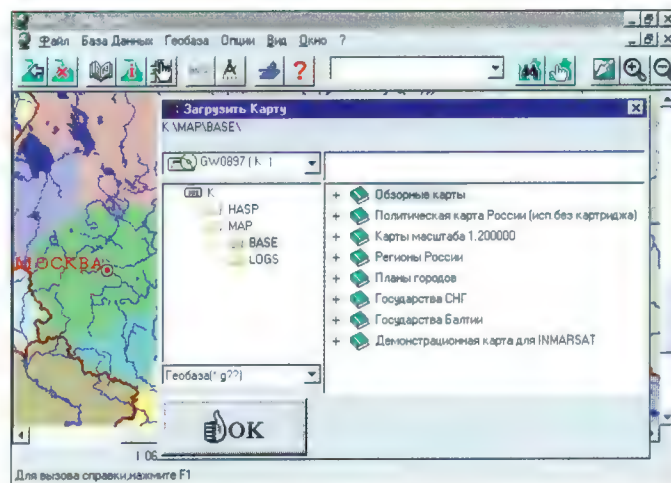 Файл База Данных Геобаза Опции Вид Окно ?
Загрузить Карту
K:\MAP\BASE\
GW0897 ( K: )
K
HASP
MAP
BASE
LOGS
+ Обзорные карты
+ Политическая карта России (исп без картриджа)
+ Карты масштаба 1:200000
+ Регионы России
+ Планы городов
+ Государства СНГ
+ Государства Балтии
+ Демонстрационная карта для INMARSAT
МОСКВА
Геобаза(*.g??)
OK
Для вызова справки,нажмите F1